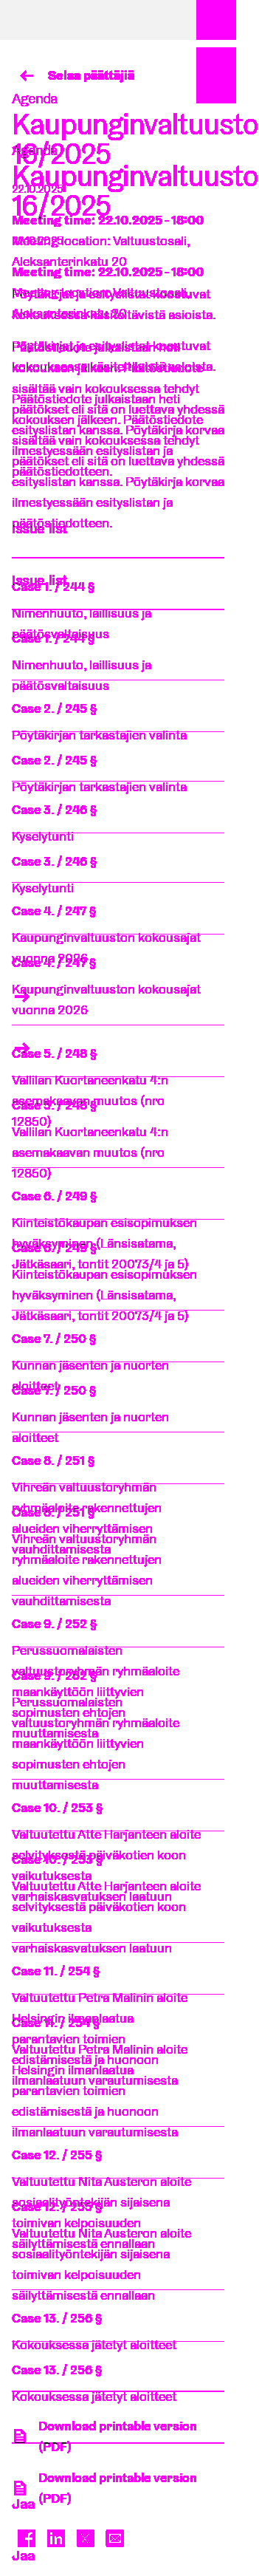 Selaa päättäjiä
Agenda
Kaupunginvaltuusto
16/2025
22.10.2025
Meeting time: 22.10.2025 - 18:00
Meeting location: Valtuustosali,
Aleksanterinkatu 20
Pöytäkirjat ja esityslistat koostuvat
kokouksessa käsiteltävistä asioista.
Päätöstiedote julkaistaan heti
kokouksen jälkeen. Päätöstiedote
sisältää vain kokouksessa tehdyt
päätökset eli sitä on luettava yhdessä
esityslistan kanssa. Pöytäkirja korvaa
ilmestyessään esityslistan ja
päätöstiedotteen.
Issue list
Case 1. / 244 §
Nimenhuuto, laillisuus ja
päätösvaltaisuus
Case 2. / 245 §
Pöytäkirjan tarkastajien valinta
Case 3. / 246 §
Kyselytunti
Case 4. / 247 §
Kaupunginvaltuuston kokousajat
vuonna 2026
Case 5. / 248 §
Vallilan Kuortaneenkatu 4:n
asemakaavan muutos (nro
12850)
Case 6. / 249 §
Kiinteistökaupan esisopimuksen
hyväksyminen (Länsisatama,
Jätkäsaari, tontit 20073/4 ja 5)
Case 7. / 250 §
Kunnan jäsenten ja nuorten
aloitteet
Case 8. / 251 §
Vihreän valtuustoryhmän
ryhmäaloite rakennettujen
alueiden viherryttämisen
vauhdittamisesta
Case 9. / 252 §
Perussuomalaisten
valtuustoryhmän ryhmäaloite
maankäyttöön liittyvien
sopimusten ehtojen
muuttamisesta
Case 10. / 253 §
Valtuutettu Atte Harjanteen aloite
selvityksestä päiväkotien koon
vaikutuksesta
varhaiskasvatuksen laatuun
Case 11. / 254 §
Valtuutettu Petra Malinin aloite
Helsingin ilmanlaatua
parantavien toimien
edistämisestä ja huonoon
ilmanlaatuun varautumisesta
Case 12. / 255 §
Valtuutettu Nita Austeron aloite
sosiaalityöntekijän sijaisena
toimivan kelpoisuuden
säilyttämisestä ennallaan
Case 13. / 256 §
Kokouksessa jätetyt aloitteet
Download printable version
(PDF)
Jaa